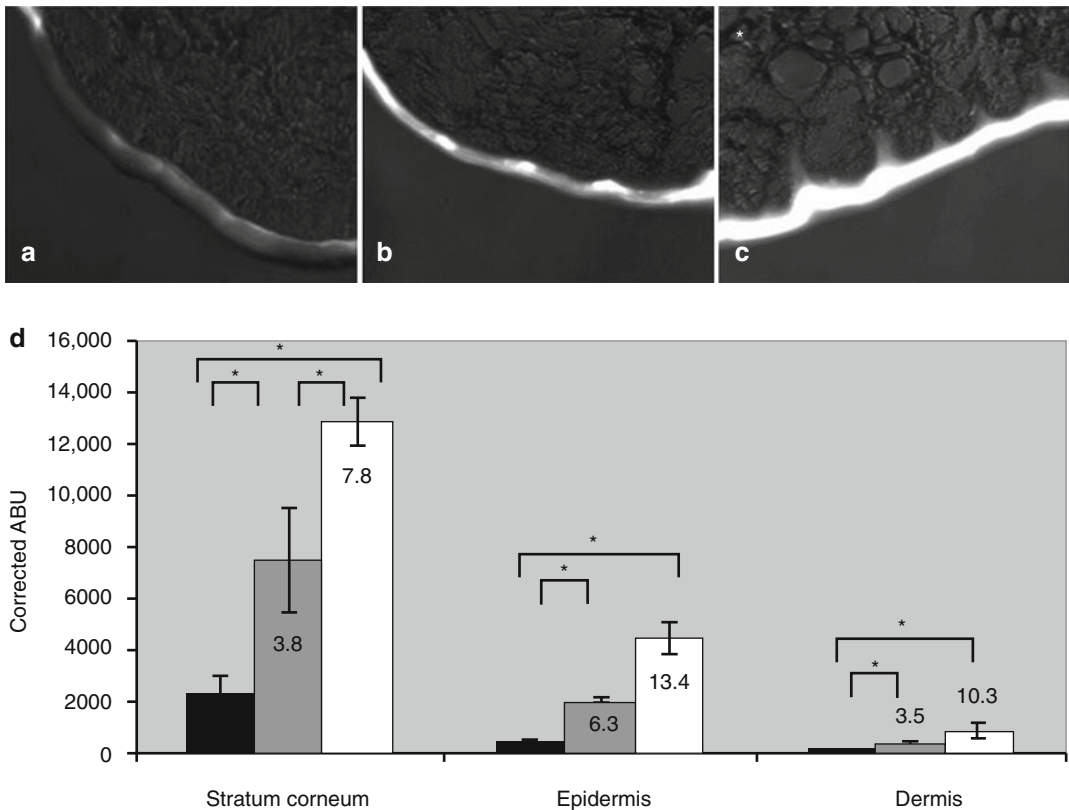 *
a
b
c
d
16,000
14,000
12,000
10,000
8000
6000
4000
2000
0
Corrected ABU
*
*
*
7.8
3.8
*
*
13.4
6.3
*
*
10.3
3.5
Stratum corneum
Epidermis
Dermis